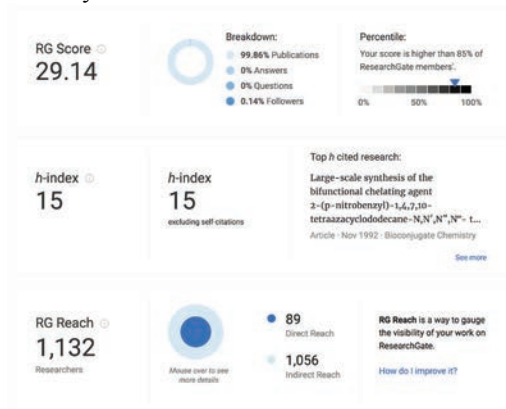 RG Score
29.14
Breakdown:
99.86% Publications
0% Answers
0% Questions
0.14% Followers
Percentile:
Your score is higher than 85% of
ResearchGate members'.
0% 50% 100%
h-index
15
h-index
15
excluding self-citations
Top h cited research:
Large-scale synthesis of the
bifunctional chelating agent
2-(p-nitrobenzyl)-1,4,7,10-
tetraazacyclododecane-N,N',N",N‴- t...
Article · Nov 1992 · Bioconjugate Chemistry
See more
RG Reach
1,132
Researchers
Mouse over to see
more details
89
Direct Reach
1,056
Indirect Reach
RG Reach is a way to gauge
the visibility of your work on
ResearchGate.
How do I improve it?